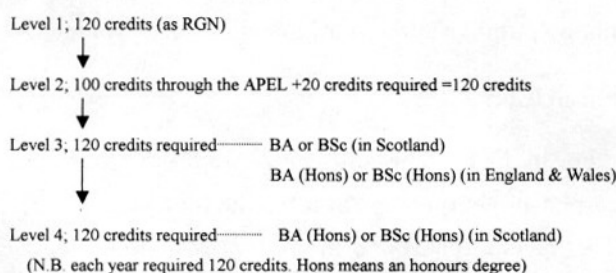 Level 1; 120 credits (as RGN)
Level 2; 100 credits through the APEL +20 credits required =120 credits
Level 3; 120 credits required BA or BSc (in Scotland)
BA (Hons) or BSc (Hons) (in England & Wales)
Level 4; 120 credits required BA (Hons) or BSc (Hons) (in Scotland)
(N.B. each year required 120 credits. Hons means an honours degree)